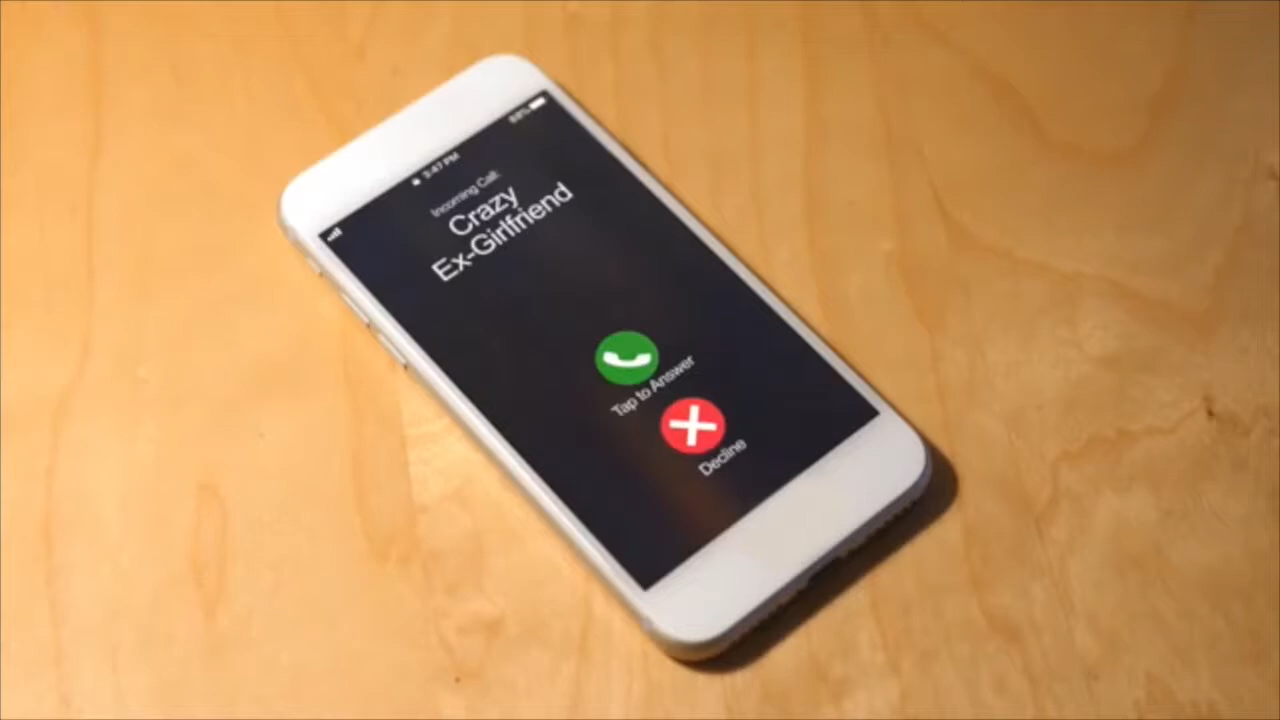 3:47 PM
Incoming Call:
Crazy
Ex-Girlfriend
Tap to Answer
Decline